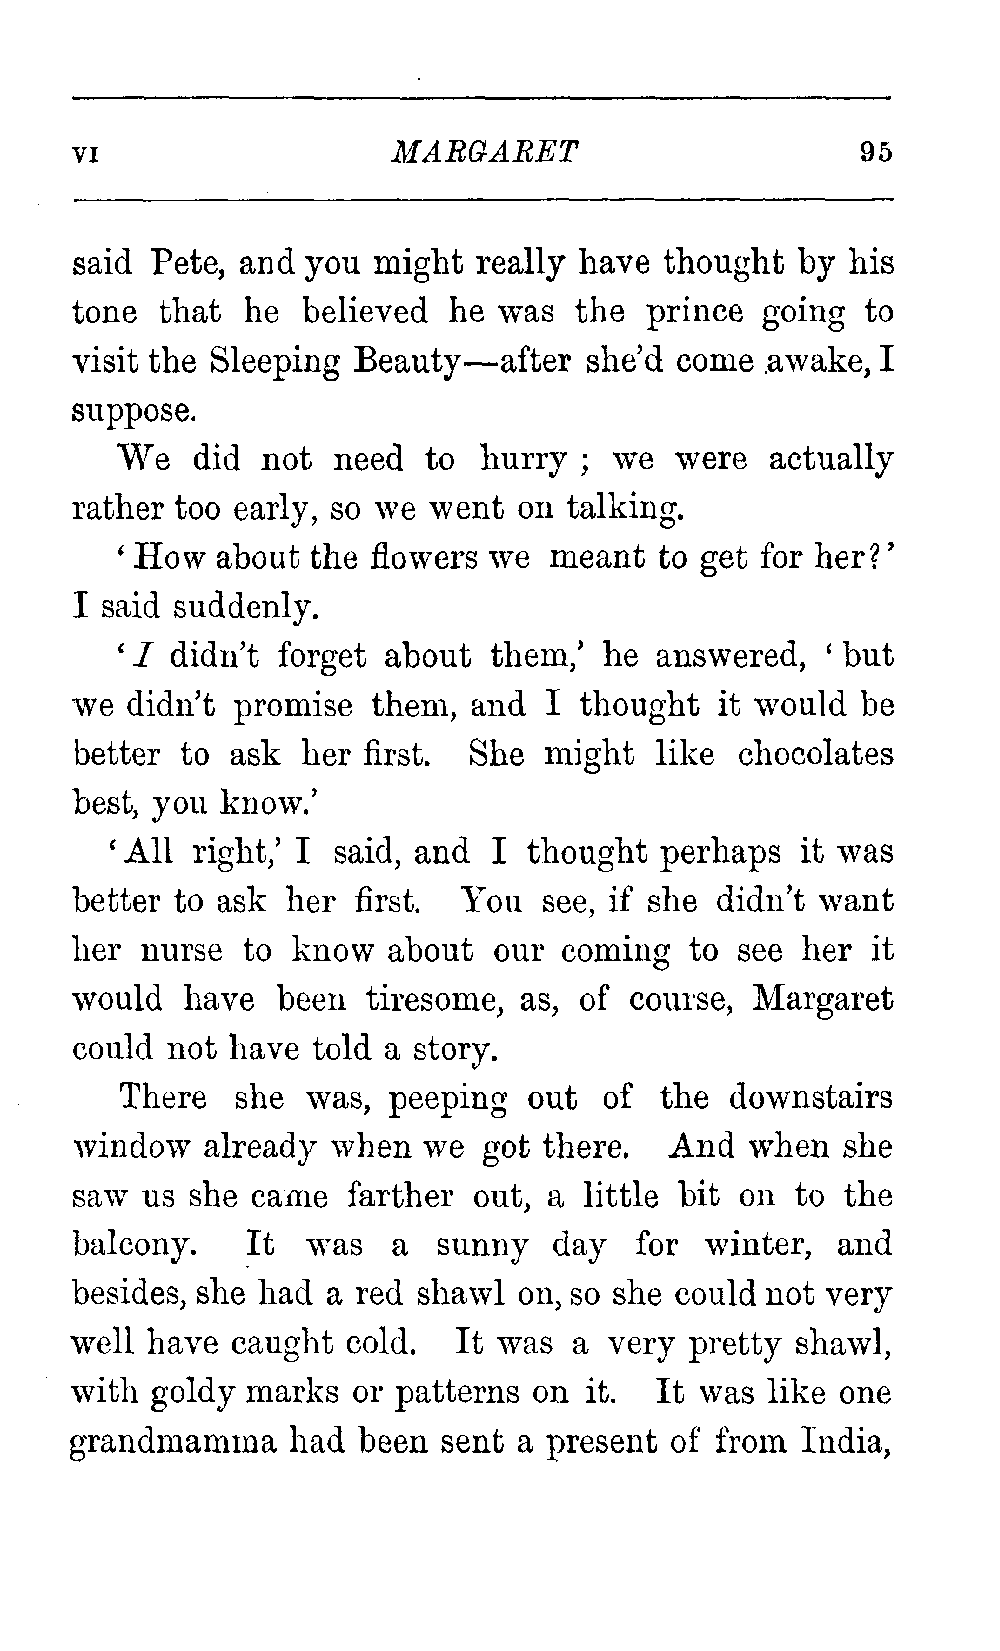 VI MARGARET 95
said Pete, and you might really have thought by his
tone that he believed he was the prince going to
visit the Sleeping Beauty—after she'd come awake, I
suppose.
We did not need to hurry ; we were actually
rather too early, so we went on talking.
‘ How about the flowers we meant to get for her?’
I said suddenly.
‘ I didn’t forget about them,’ he answered, ‘ but
we didn’t promise them, and I thought it would be
better to ask her first. She might like chocolates
best, you know.’
‘ All right,’ I said, and I thought perhaps it was
better to ask her first. You see, if she didn’t want
her nurse to know about our coming to see her it
would have been tiresome, as, of course, Margaret
could not have told a story.
There she was, peeping out of the downstairs
window already when we got there. And when she
saw us she came farther out, a little bit on to the
balcony. It was a sunny day for winter, and
besides, she had a red shawl on, so she could not very
well have caught cold. It was a very pretty shawl,
with goldy marks or patterns on it. It was like one
grandmamma had been sent a present of from India,